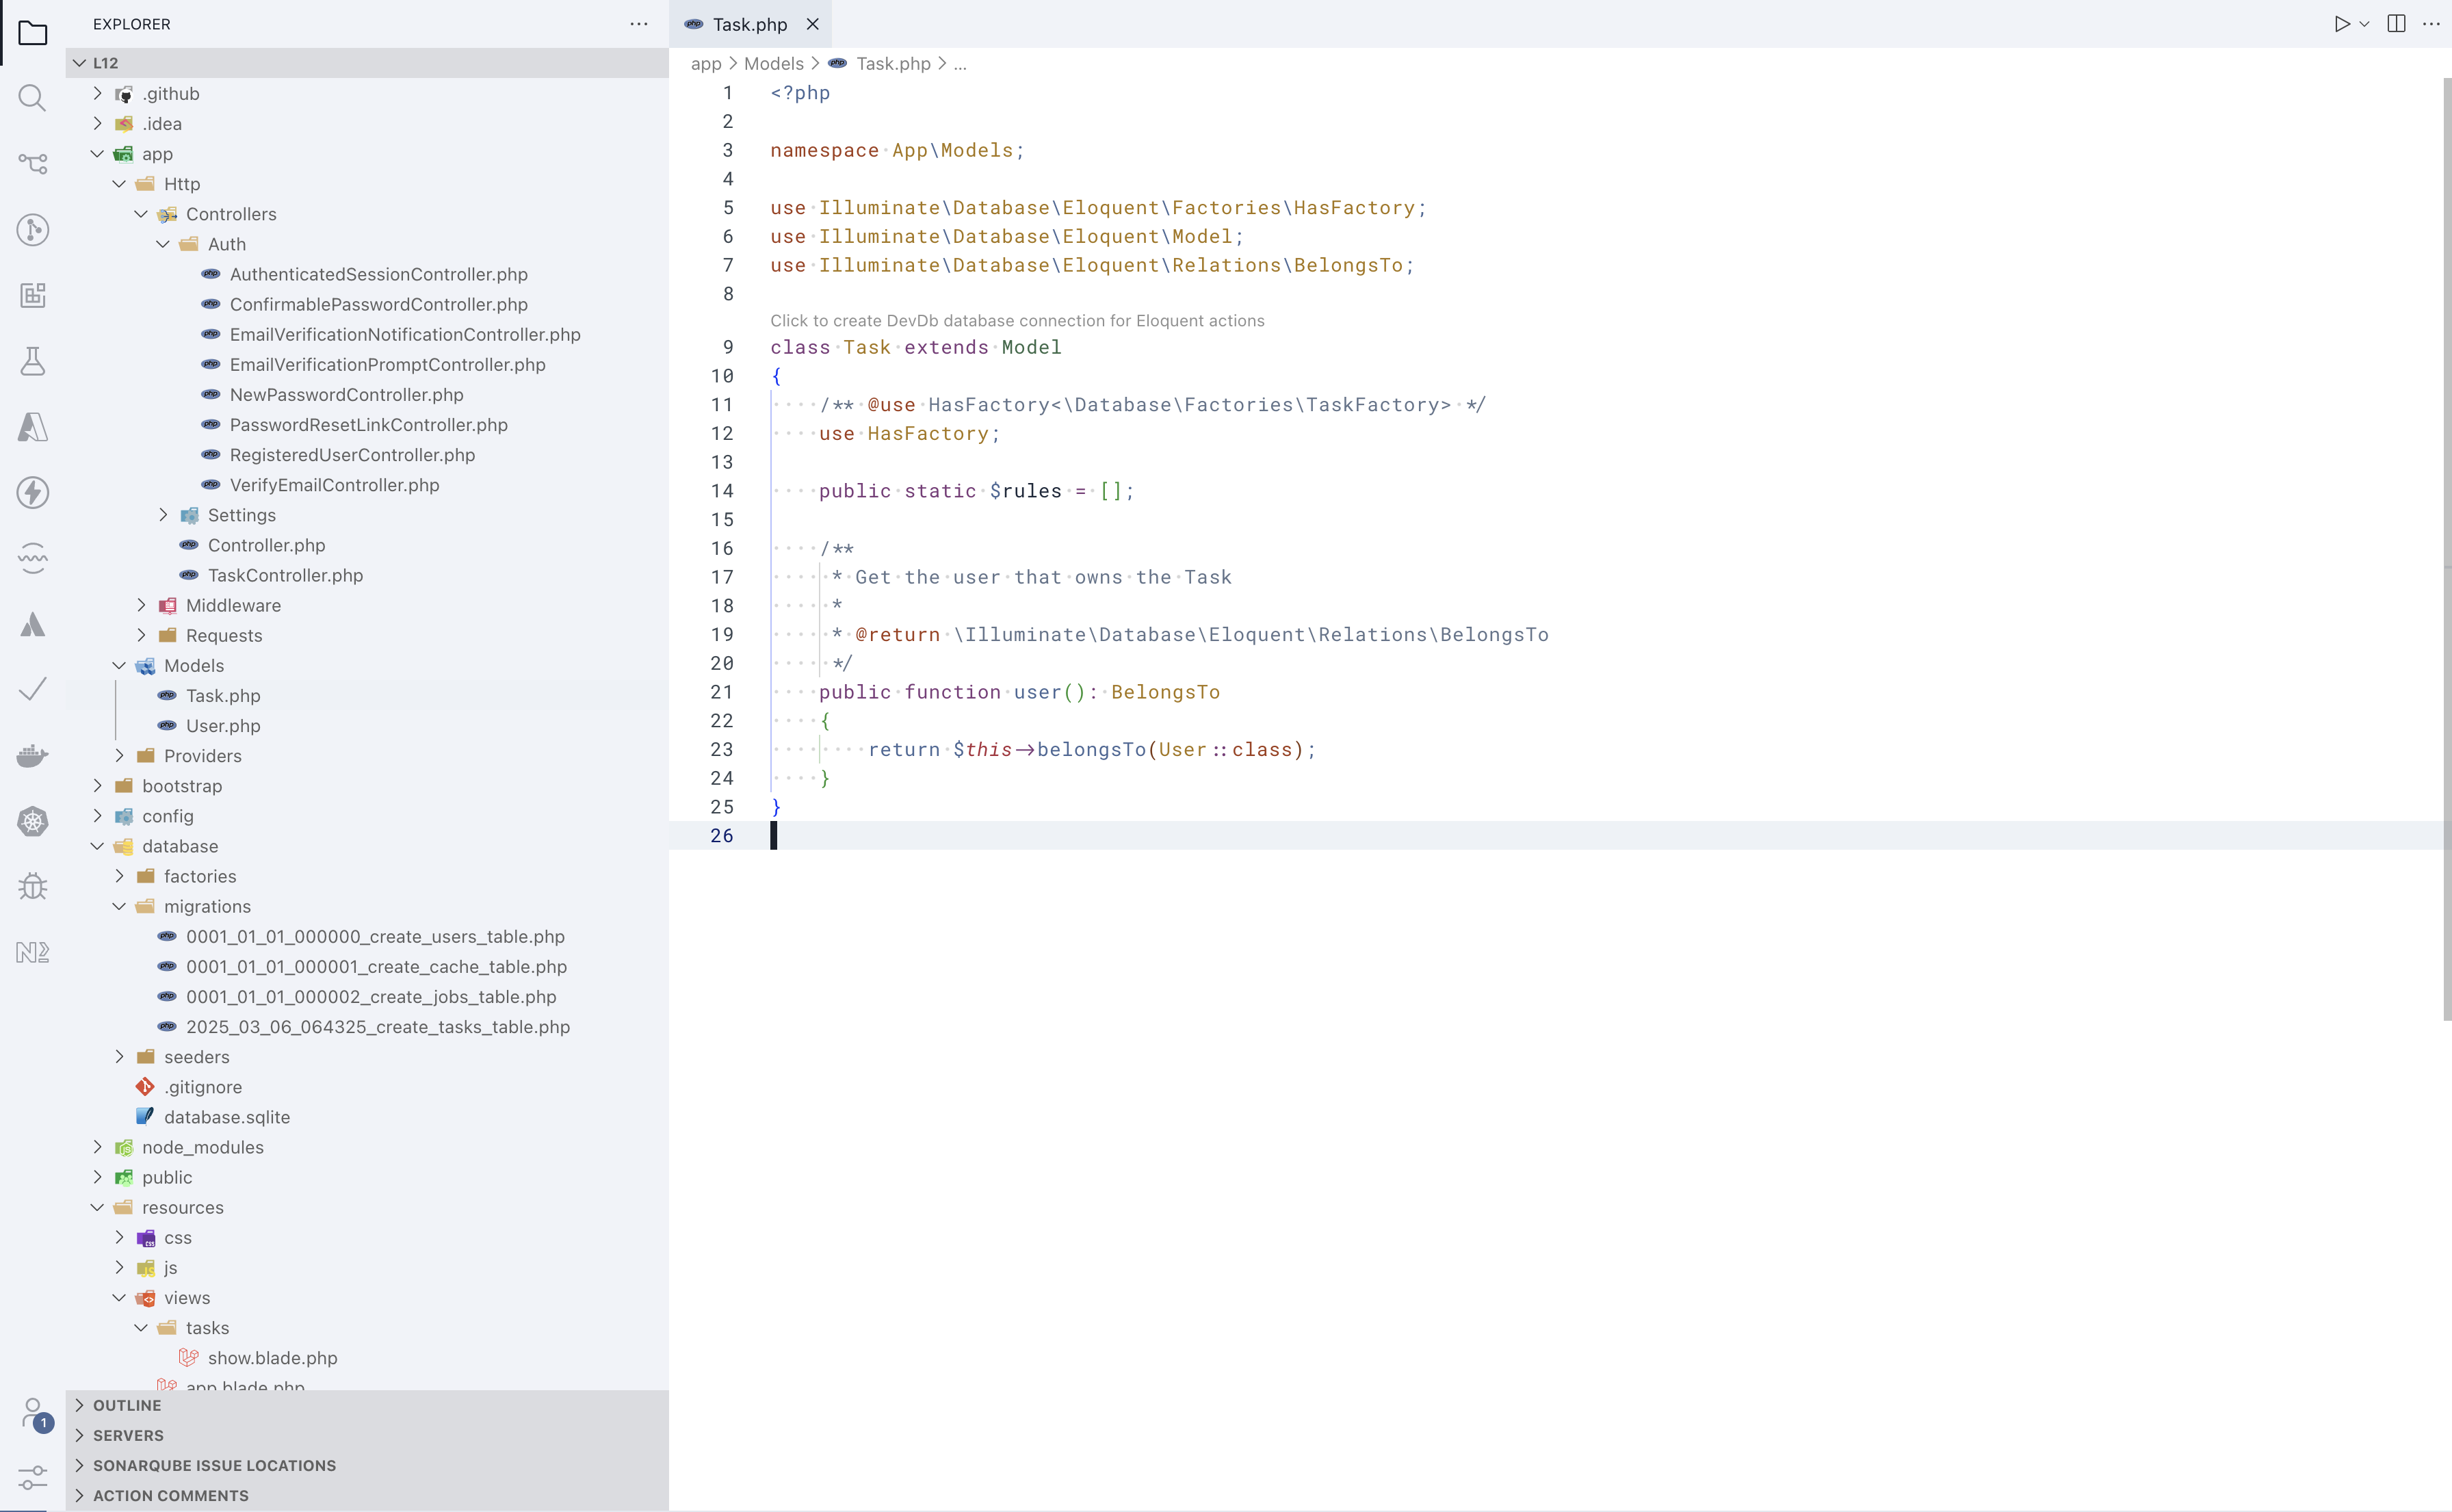 EXPLORER
L12
.github
.idea
app
Http
Controllers
Auth
AuthenticatedSessionController.php
ConfirmablePasswordController.php
EmailVerificationNotificationController.php
EmailVerificationPromptController.php
NewPasswordController.php
PasswordResetLinkController.php
RegisteredUserController.php
VerifyEmailController.php
Settings
Controller.php
TaskController.php
Middleware
Requests
Models
Task.php
User.php
Providers
bootstrap
config
database
factories
migrations
0001_01_01_000000_create_users_table.php
0001_01_01_000001_create_cache_table.php
0001_01_01_000002_create_jobs_table.php
2025_03_06_064325_create_tasks_table.php
seeders
.gitignore
database.sqlite
node_modules
public
resources
css
js
views
tasks
show.blade.php
app.blade.php
OUTLINE
SERVERS
SONARQUBE ISSUE LOCATIONS
ACTION COMMENTS
1
Task.php
app > Models > Task.php > ...
1 <?php
2
3 namespace App\Models;
4
5 use Illuminate\Database\Eloquent\Factories\HasFactory;
6 use Illuminate\Database\Eloquent\Model;
7 use Illuminate\Database\Eloquent\Relations\BelongsTo;
8
Click to create DevDb database connection for Eloquent actions
9 class Task extends Model
10 {
11     /** @use HasFactory<\Database\Factories\TaskFactory> */
12     use HasFactory;
13
14     public static $rules = [];
15
16     /**
17      * Get the user that owns the Task
18      *
19      * @return \Illuminate\Database\Eloquent\Relations\BelongsTo
20      */
21     public function user(): BelongsTo
22     {
23         return $this->belongsTo(User::class);
24     }
25 }
26